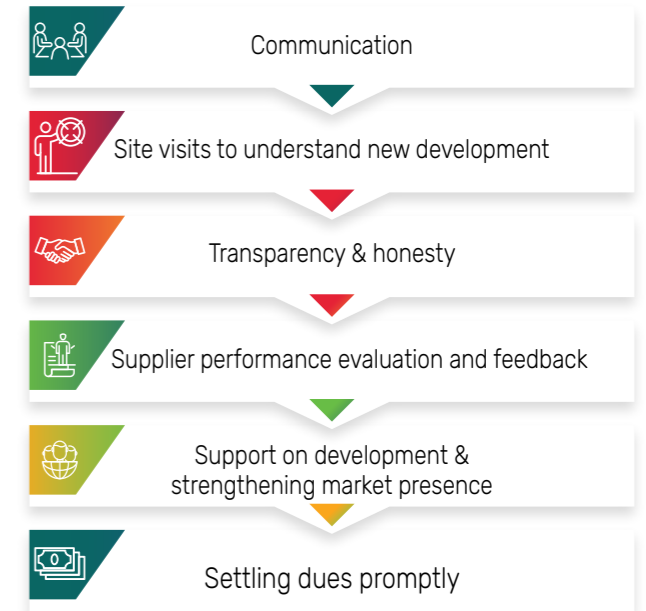 Communication
Site visits to understand new development
Transparency & honesty
Supplier performance evaluation and feedback
Support on development &
strengthening market presence
Settling dues promptly